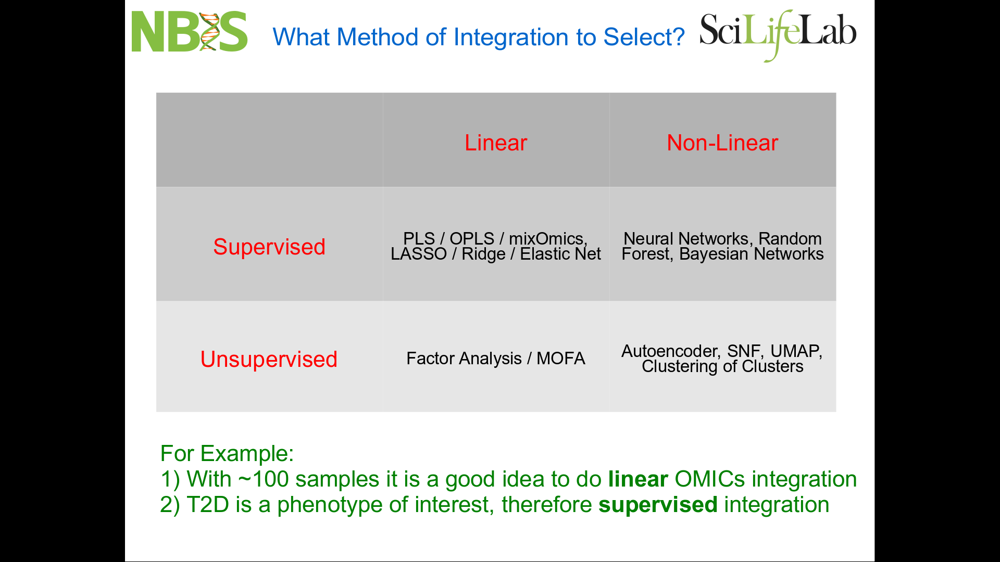 NBIS
What Method of Integration to Select?
SciLifeLab
Linear
Non-Linear
Supervised
PLS / OPLS / mixOmics,
LASSO / Ridge / Elastic Net
Neural Networks, Random
Forest, Bayesian Networks
Unsupervised
Factor Analysis / MOFA
Autoencoder, SNF, UMAP,
Clustering of Clusters
For Example:
1) With ~100 samples it is a good idea to do linear OMICs integration
2) T2D is a phenotype of interest, therefore supervised integration